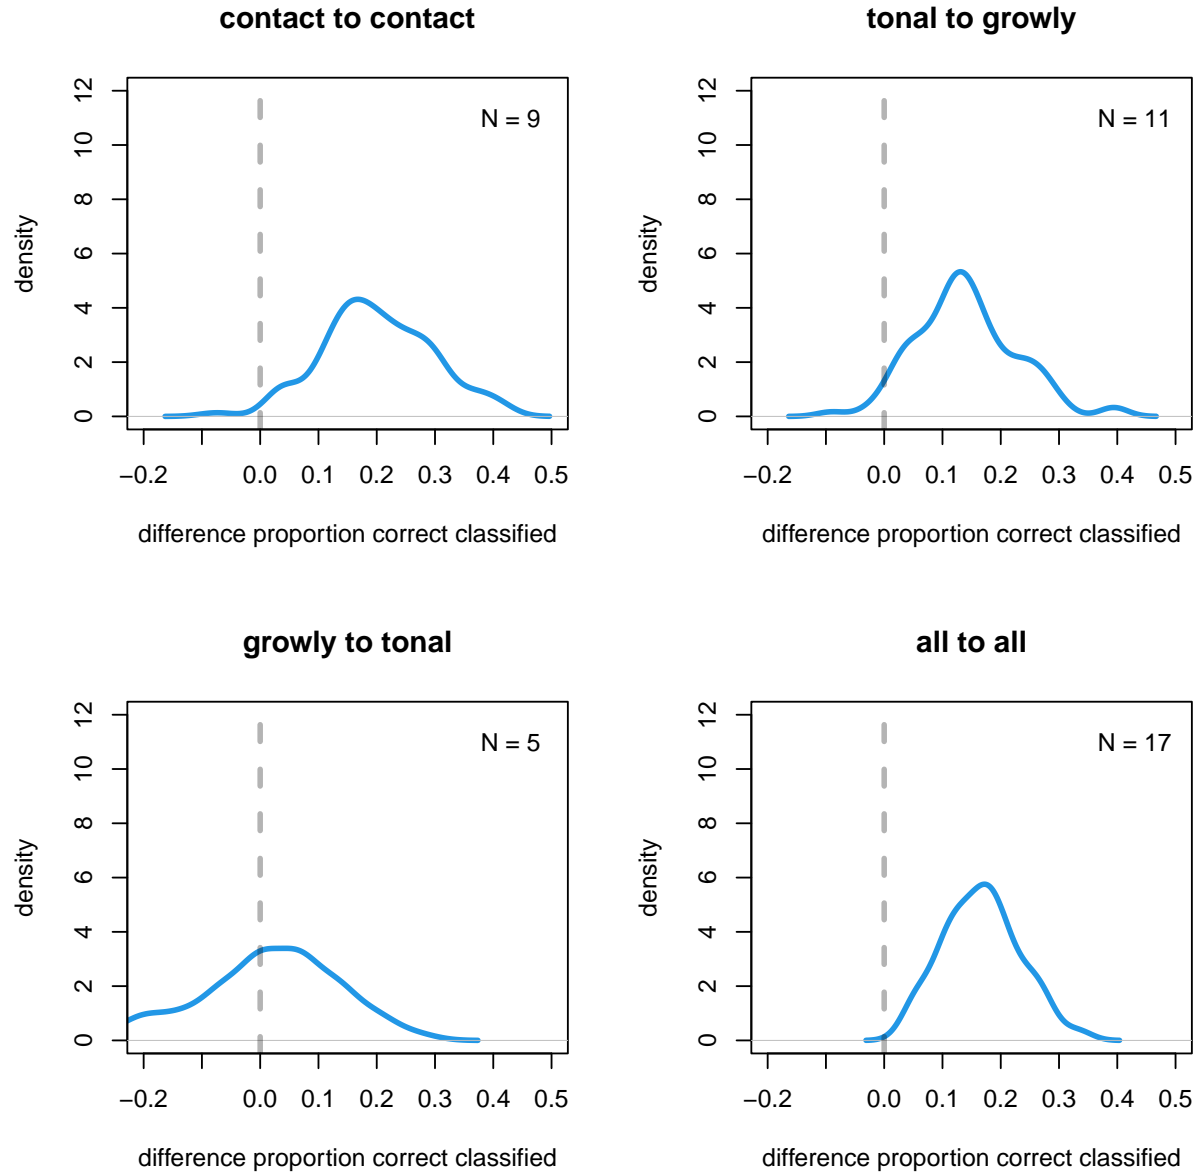 contact to contact
N = 9
density
0 2 4 6 8 10 12
−0.2 0.0 0.1 0.2 0.3 0.4 0.5
difference proportion correct classified
tonal to growly
N = 11
density
0 2 4 6 8 10 12
−0.2 0.0 0.1 0.2 0.3 0.4 0.5
difference proportion correct classified
growly to tonal
N = 5
density
0 2 4 6 8 10 12
−0.2 0.0 0.1 0.2 0.3 0.4 0.5
difference proportion correct classified
all to all
N = 17
density
0 2 4 6 8 10 12
−0.2 0.0 0.1 0.2 0.3 0.4 0.5
difference proportion correct classified